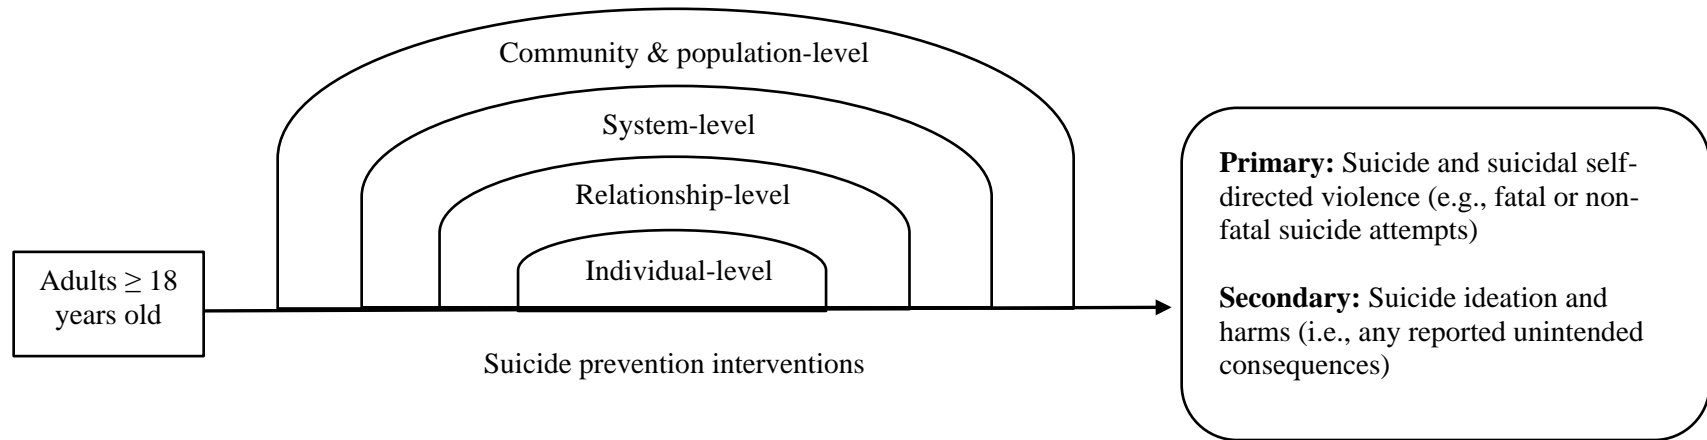 Community & population-level
System-level
Relationship-level
Individual-level
Adults ≥ 18
years old
Suicide prevention interventions
Primary: Suicide and suicidal self-
directed violence (e.g., fatal or non-
fatal suicide attempts)
Secondary: Suicide ideation and
harms (i.e., any reported unintended
consequences)